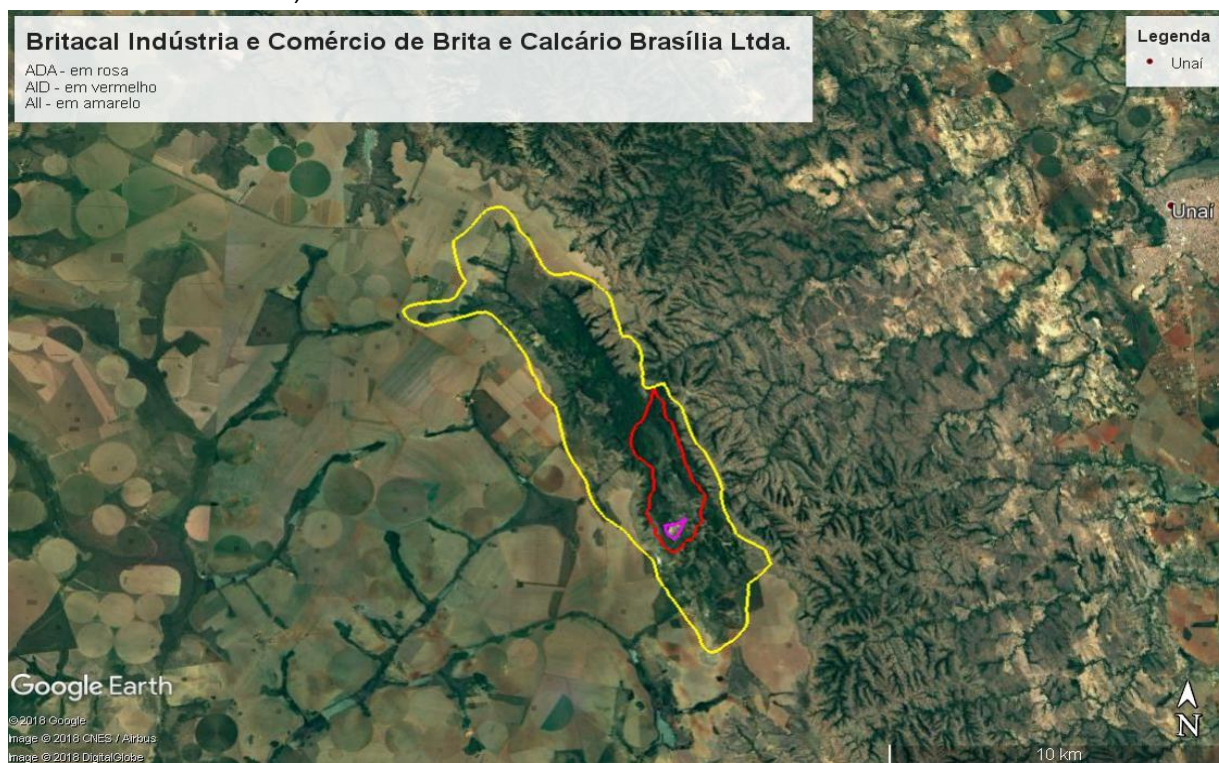 Britacal Indústria e Comércio de Brita e Calcário Brasília Ltda.
ADA - em rosa
AID - em vermelho
AII - em amarelo
Legenda
Unaí
Unaí
Google Earth
©2018 Google
Image © 2018 CNES / Airbus
Image © 2018 DigitalGlobe
N
10 km